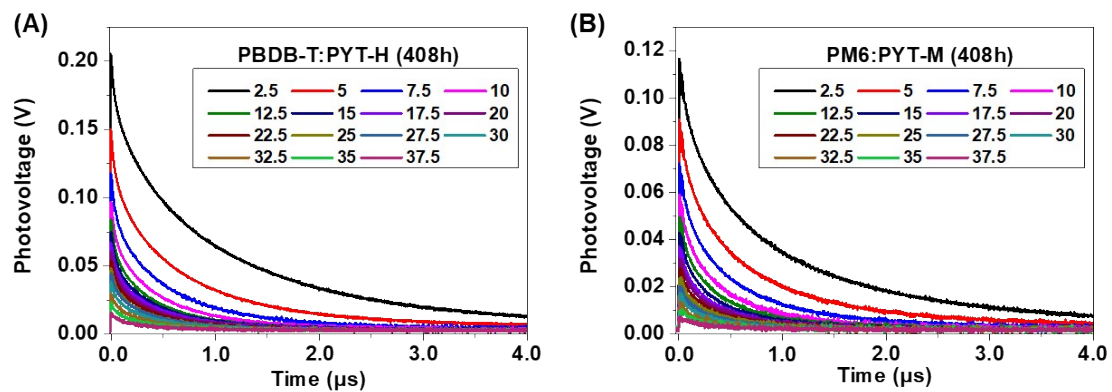 (A)
PBDB-T:PYT-H (408h)
2.5 5 7.5 10
12.5 15 17.5 20
22.5 25 27.5 30
32.5 35 37.5
Photovoltage (V)
0.20
0.15
0.10
0.05
0.00
0.0 1.0 2.0 3.0 4.0
Time (µs)
(B)
PM6:PYT-M (408h)
2.5 5 7.5 10
12.5 15 17.5 20
22.5 25 27.5 30
32.5 35 37.5
Photovoltage (V)
0.12
0.10
0.08
0.06
0.04
0.02
0.00
0.0 1.0 2.0 3.0 4.0
Time (µs)